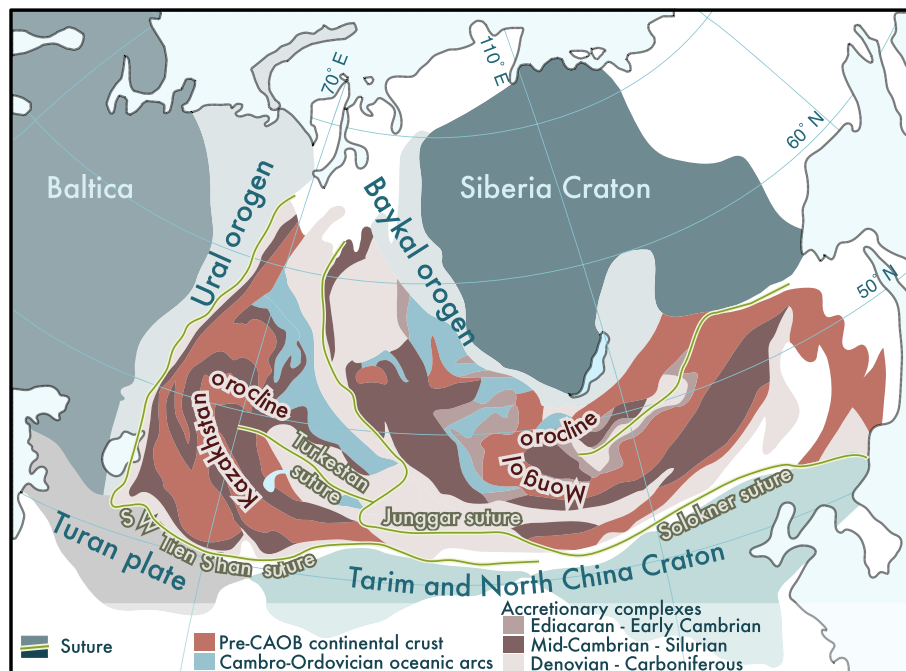 70° E
110° E
60° N
50° N
Baltica
Ural orogen
Baykal orogen
Siberia Craton
Kazakhstan
orocline
Turkestan
suture
Mongol
orocline
Junggar suture
Solokner suture
S W Tien Shan suture
Turan plate
Tarim and North China Craton
Suture
Pre-CAOB continental crust
Cambro-Ordovician oceanic arcs
Accretionary complexes
Ediacaran - Early Cambrian
Mid-Cambrian - Silurian
Denovian - Carboniferous